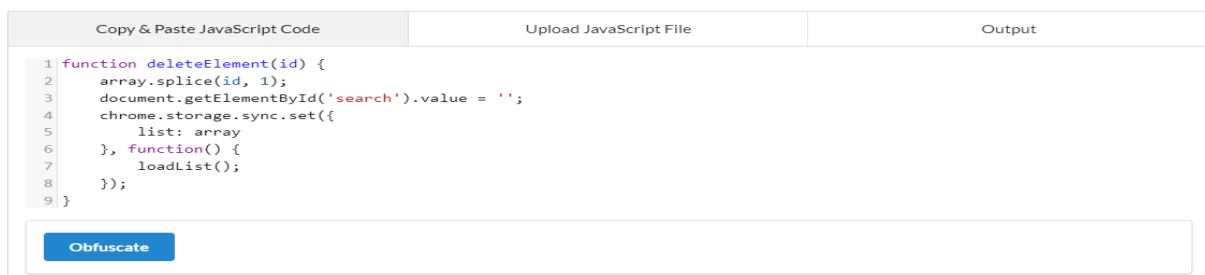 Copy & Paste JavaScript Code Upload JavaScript File Output
1 function deleteElement(id) {
2     array.splice(id, 1);
3     document.getElementById('search').value = '';
4     chrome.storage.sync.set({
5         list: array
6     }, function() {
7         loadList();
8     });
9 }
Obfuscate